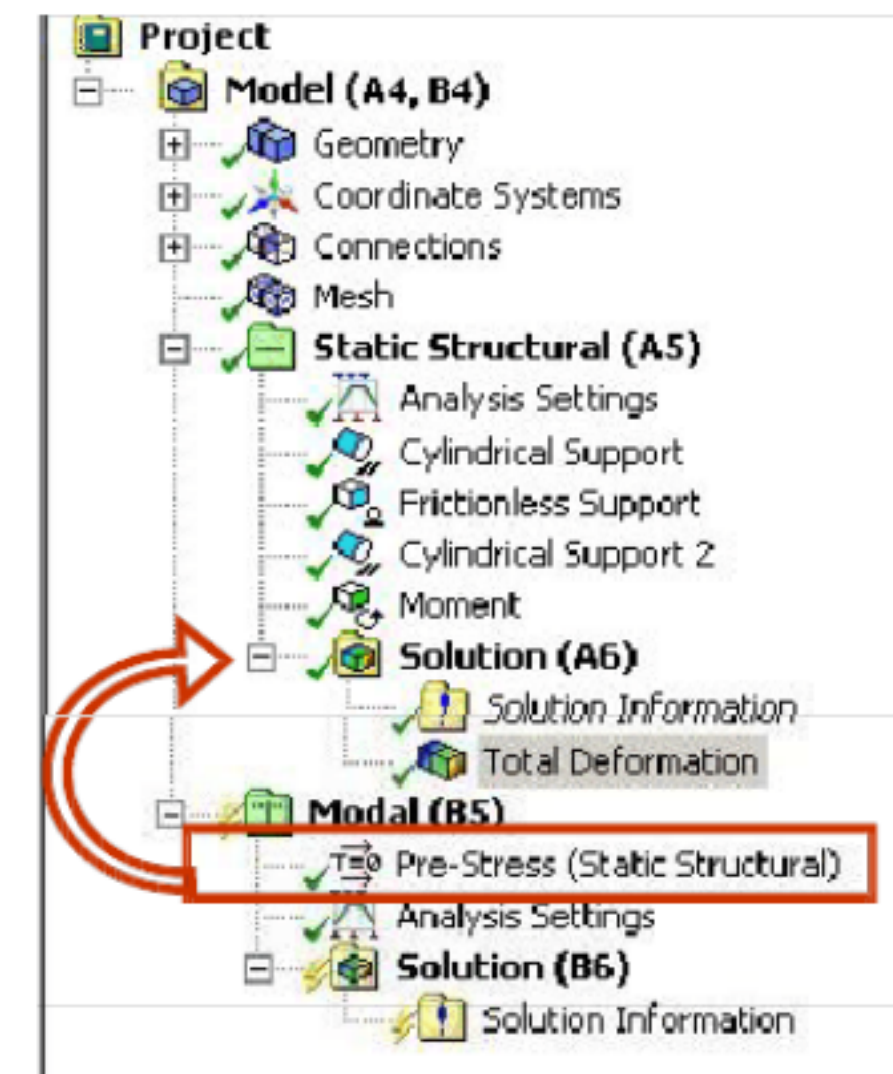 Project
Model (A4, B4)
Geometry
Coordinate Systems
Connections
Mesh
Static Structural (A5)
Analysis Settings
Cylindrical Support
Frictionless Support
Cylindrical Support 2
Moment
Solution (A6)
Solution Information
Total Deformation
Modal (B5)
T=0 Pre-Stress (Static Structural)
Analysis Settings
Solution (B6)
Solution Information